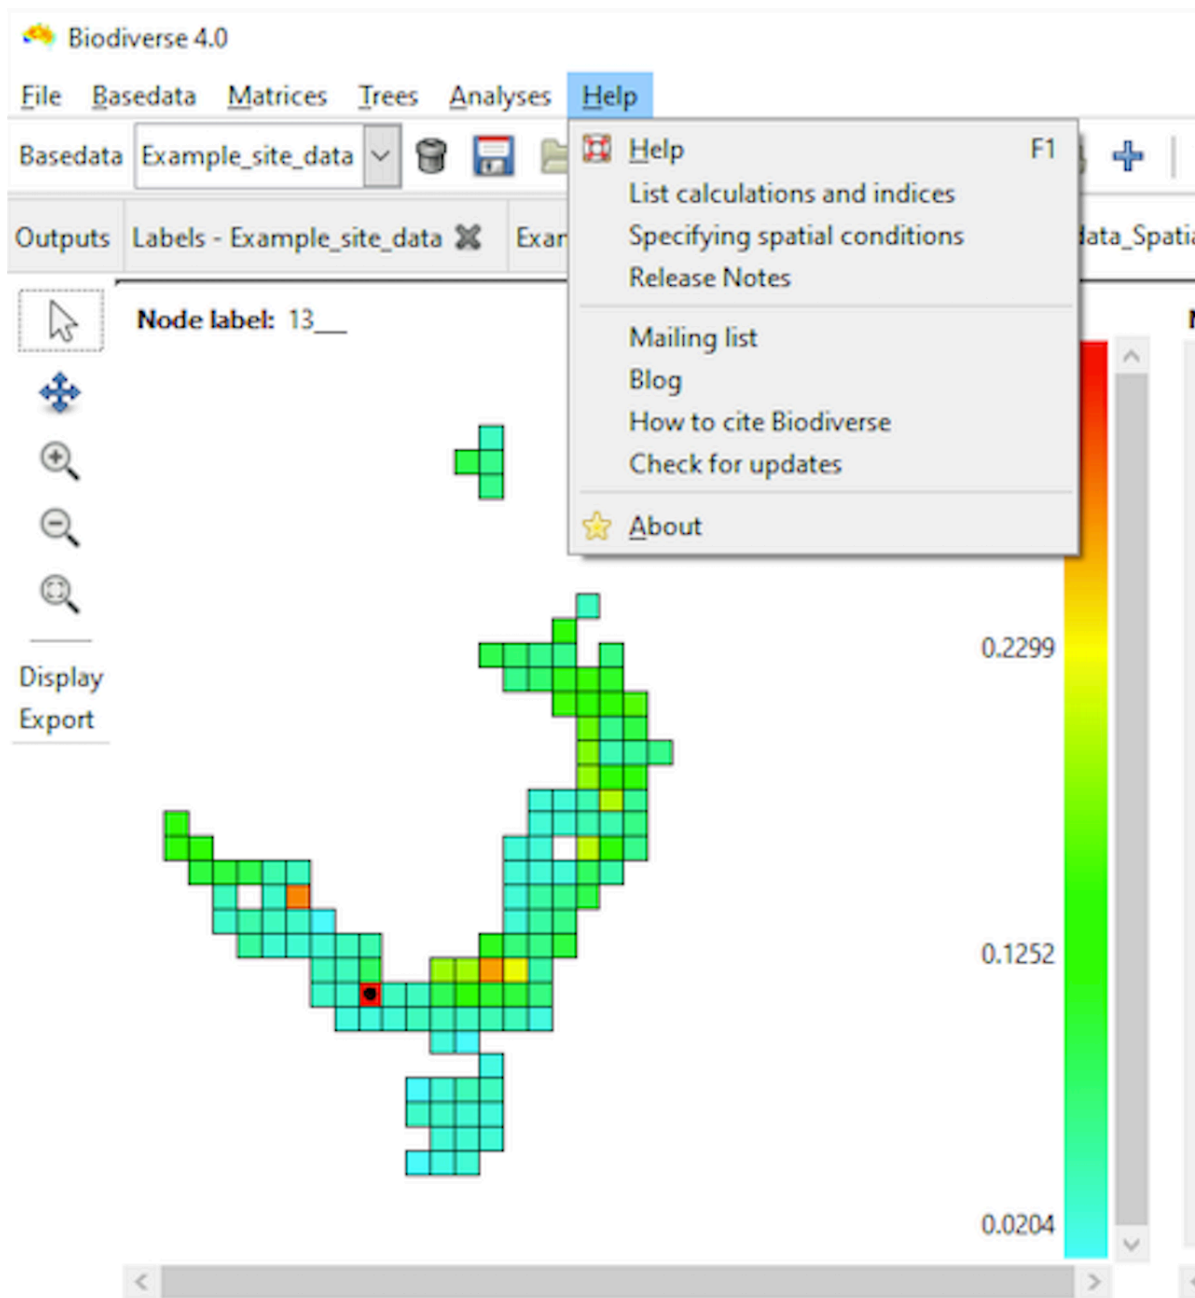 Biodiverse 4.0
File Basedata Matrices Trees Analyses Help
Basedata Example_site_data
Help F1
List calculations and indices
Outputs Labels - Example_site_data
Specifying spatial conditions
Release Notes
Node label: 13__
Mailing list
Blog
How to cite Biodiverse
Check for updates
About
0.2299
Display
Export
0.1252
0.0204